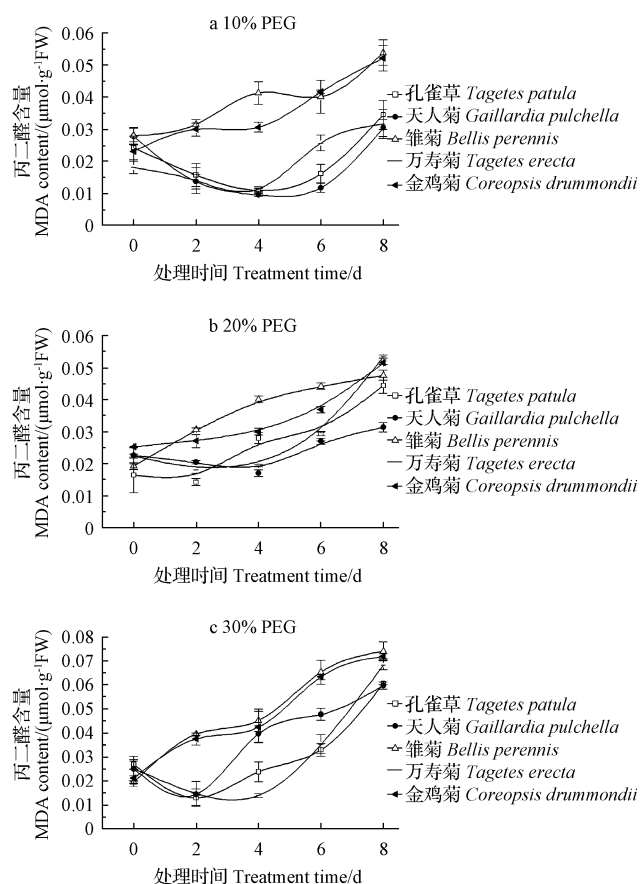 a 10% PEG
丙二醛含量
MDA content/(μmol·g⁻¹FW)
0.06
0.05
0.04
0.03
0.02
0.01
0
0 2 4 6 8
处理时间 Treatment time/d
孔雀草 Tagetes patula
天人菊 Gaillardia pulchella
雏菊 Bellis perennis
万寿菊 Tagetes erecta
金鸡菊 Coreopsis drummondii
b 20% PEG
丙二醛含量
MDA content/(μmol·g⁻¹FW)
0.06
0.05
0.04
0.03
0.02
0.01
0
0 2 4 6 8
处理时间 Treatment time/d
孔雀草 Tagetes patula
天人菊 Gaillardia pulchella
雏菊 Bellis perennis
万寿菊 Tagetes erecta
金鸡菊 Coreopsis drummondii
c 30% PEG
丙二醛含量
MDA content/(μmol·g⁻¹FW)
0.08
0.07
0.06
0.05
0.04
0.03
0.02
0.01
0
0 2 4 6 8
处理时间 Treatment time/d
孔雀草 Tagetes patula
天人菊 Gaillardia pulchella
雏菊 Bellis perennis
万寿菊 Tagetes erecta
金鸡菊 Coreopsis drummondii